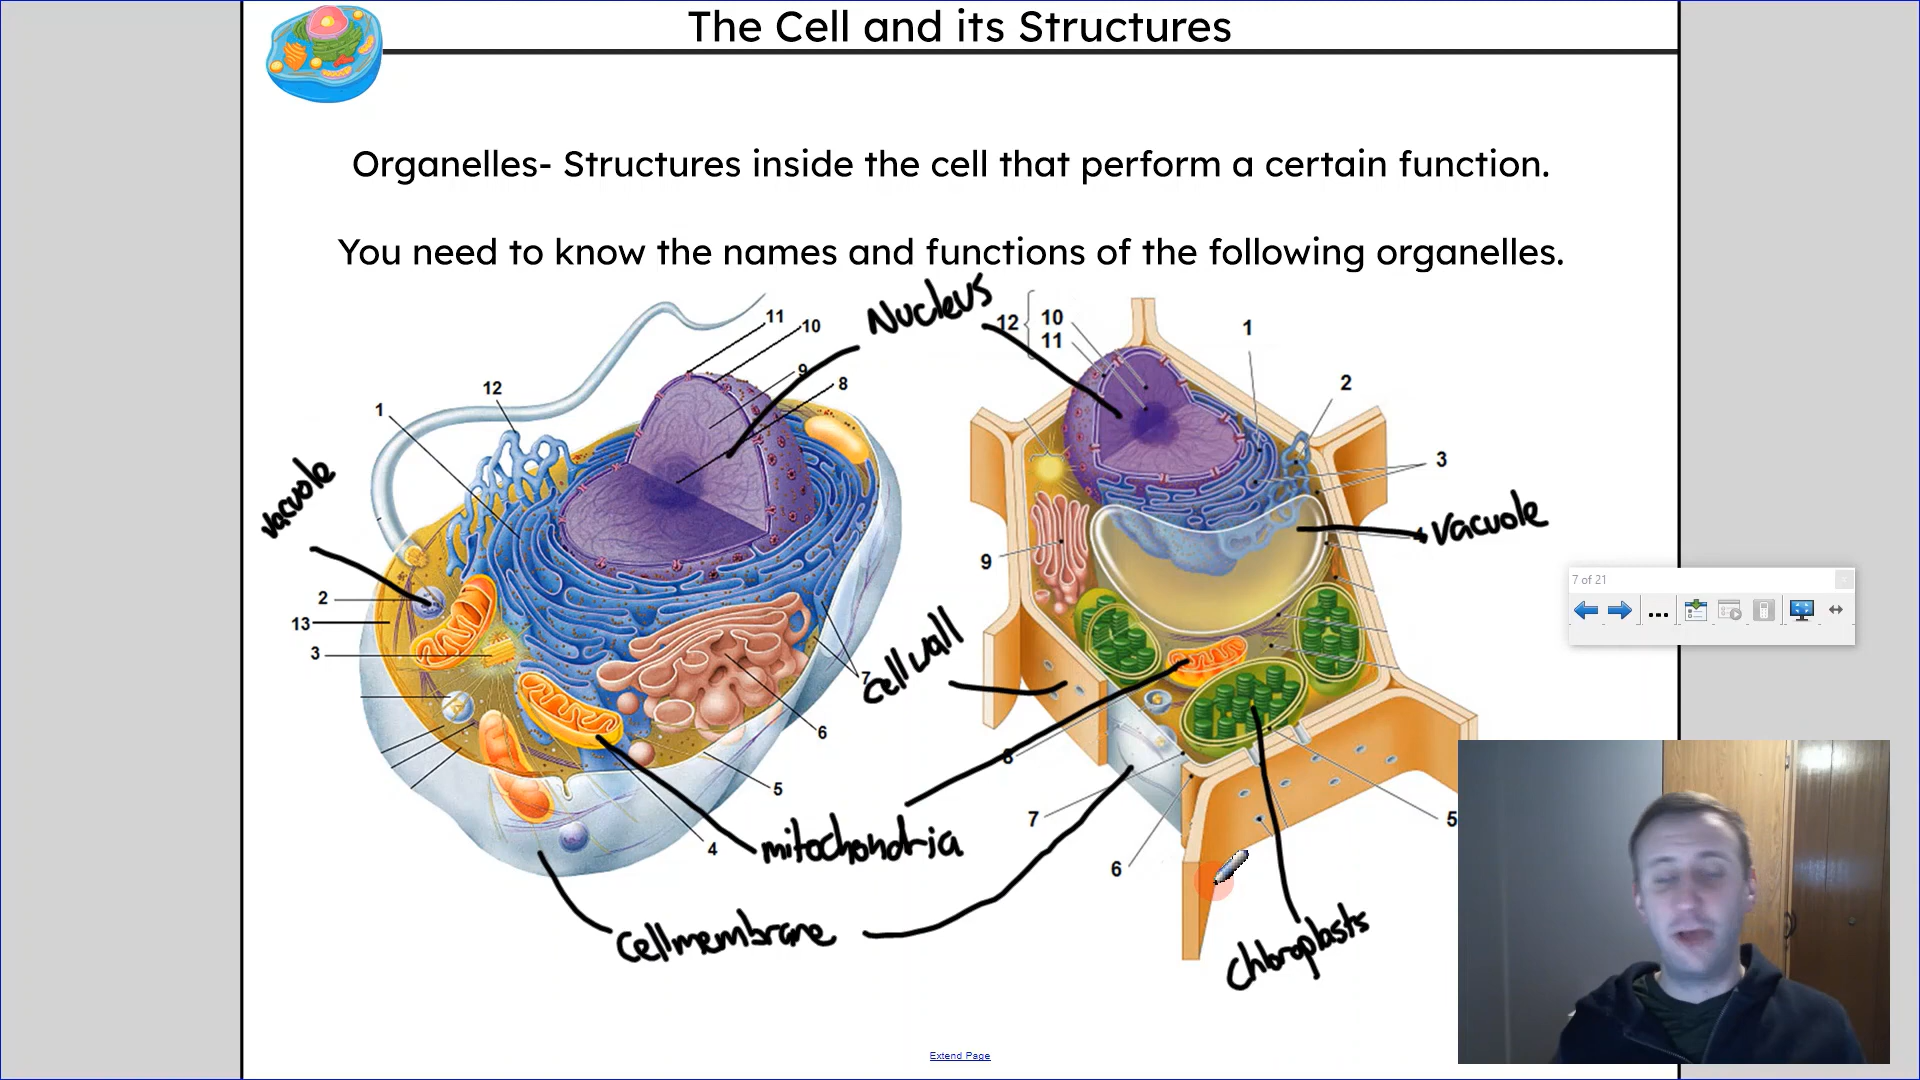 The Cell and its Structures
Organelles- Structures inside the cell that perform a certain function.
You need to know the names and functions of the following organelles.
Nucleus
11
10
9
8
12
1
vacuole
2
13
3
7
6
5
4
12
10
11
1
2
3
vacuole
9
cell wall
8
7
6
5
mitochondria
cell membrane
chloroplasts
7 of 21
Extend Page